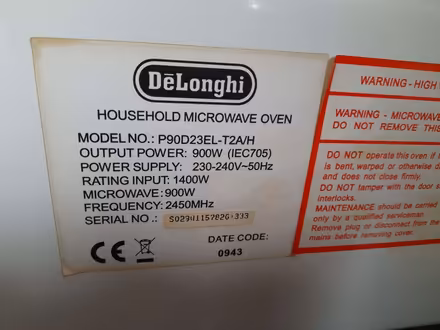 DeLonghi
HOUSEHOLD MICROWAVE OVEN
MODEL NO.: P90D23EL-T2A/H
OUTPUT POWER: 900W (IEC705)
POWER SUPPLY: 230-240V~50Hz
RATING INPUT: 1400W
MICROWAVE:900W
FREQUENCY:2450MHz
SERIAL NO :
CE
DATE CODE:
0943
WARNING - HIGH
WARNING - MICROWAVE
DO NOT REMOVE THIS
DO NOT operate this oven if
is bent, warped or otherwise
and does not close firmly.
DO NOT tamper with the door
interlocks.
MAINTENANCE should be carried
only by a qualified serviceman
Remove plug or disconnect from the
mains before removing cover.